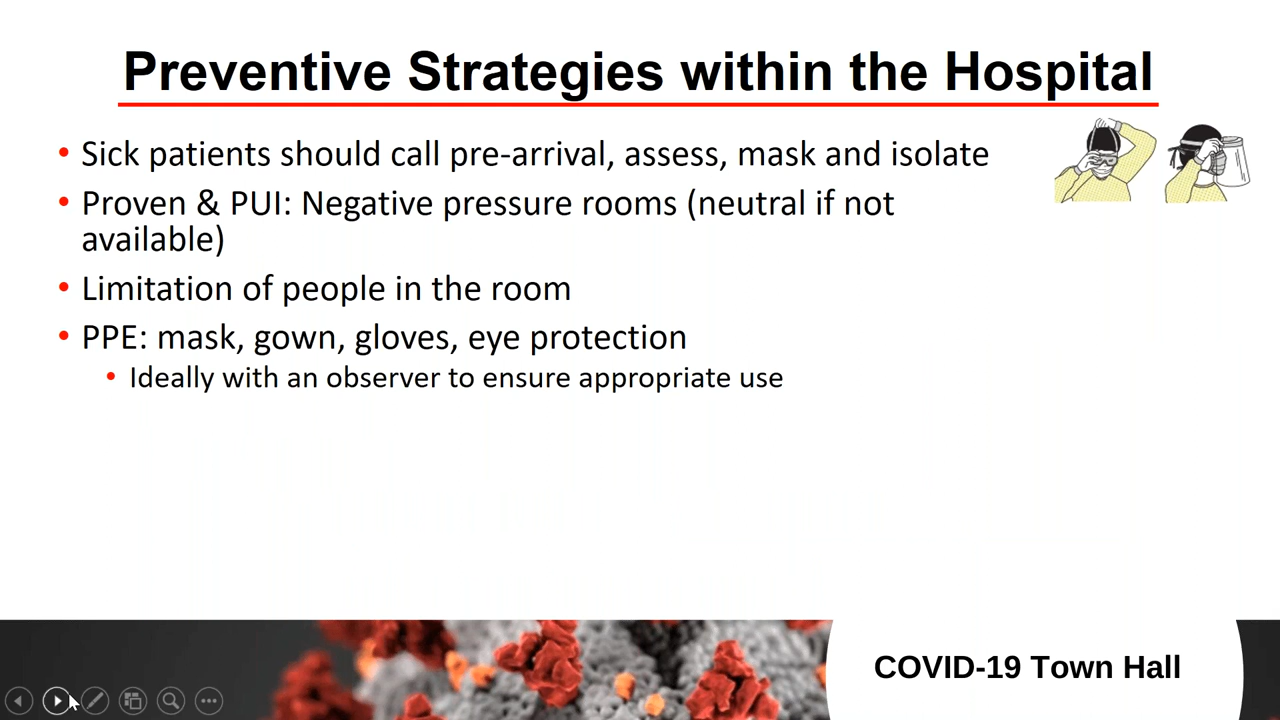 Preventive Strategies within the Hospital
• Sick patients should call pre-arrival, assess, mask and isolate
• Proven & PUI: Negative pressure rooms (neutral if not
available)
• Limitation of people in the room
• PPE: mask, gown, gloves, eye protection
• Ideally with an observer to ensure appropriate use
COVID-19 Town Hall